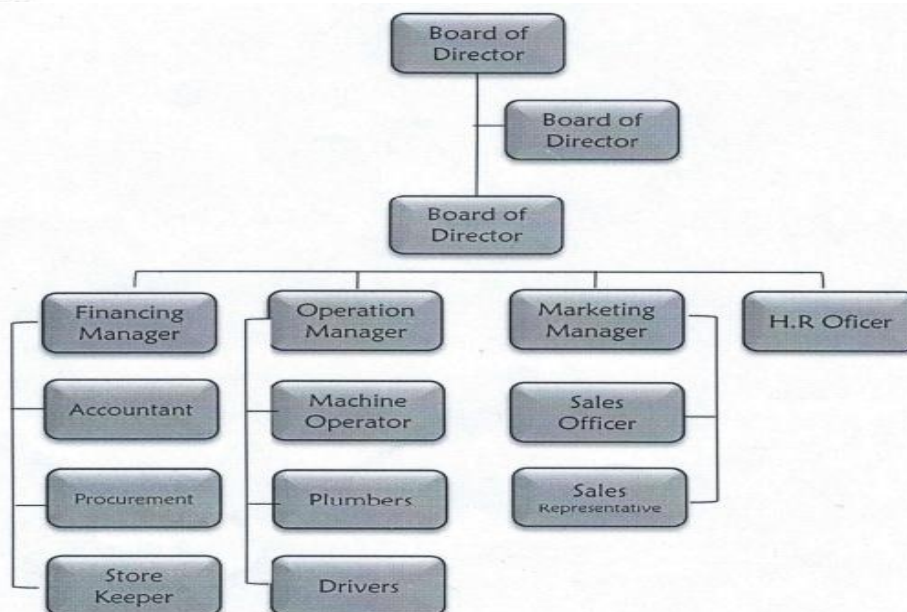 Board of
Director
Board of
Director
Board of
Director
Financing
Manager
Operation
Manager
Marketing
Manager
H.R Oficer
Accountant
Machine
Operator
Sales
Officer
Procurement
Plumbers
Sales
Representative
Store
Keeper
Drivers